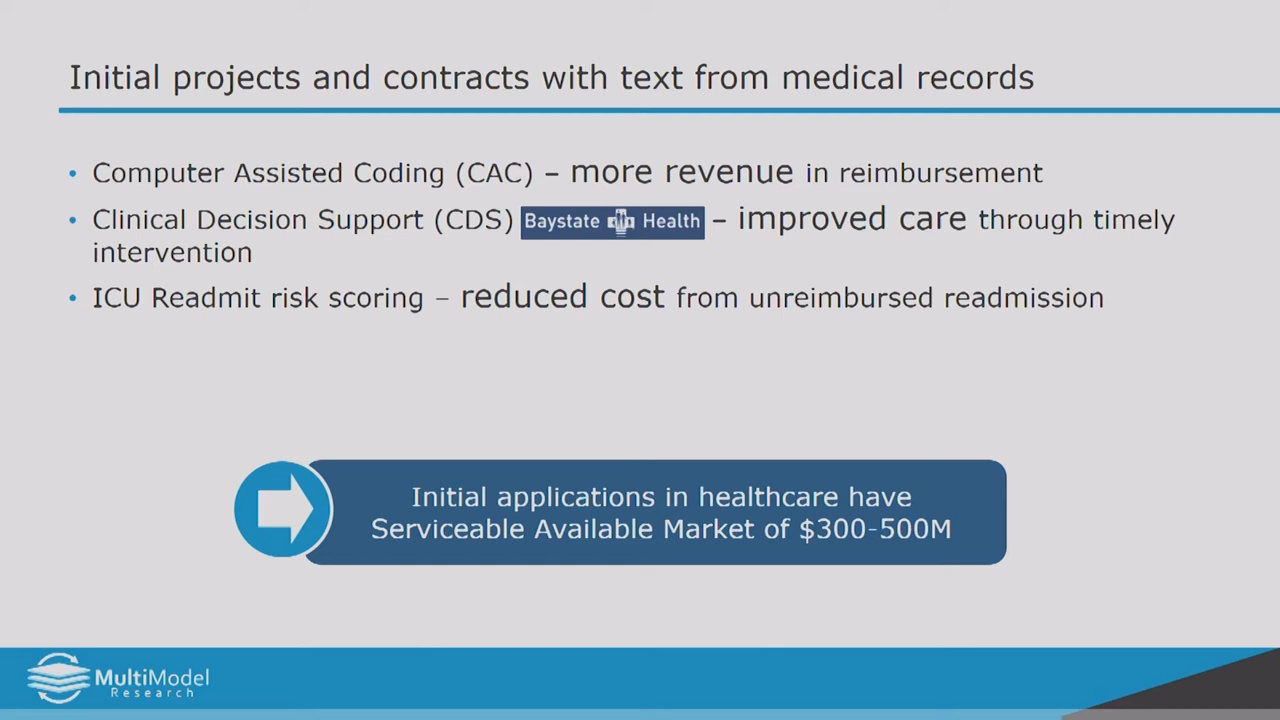 Initial projects and contracts with text from medical records
• Computer Assisted Coding (CAC) – more revenue in reimbursement
• Clinical Decision Support (CDS) Baystate Health – improved care through timely
intervention
• ICU Readmit risk scoring – reduced cost from unreimbursed readmission
Initial applications in healthcare have
Serviceable Available Market of $300-500M
MultiModel
Research